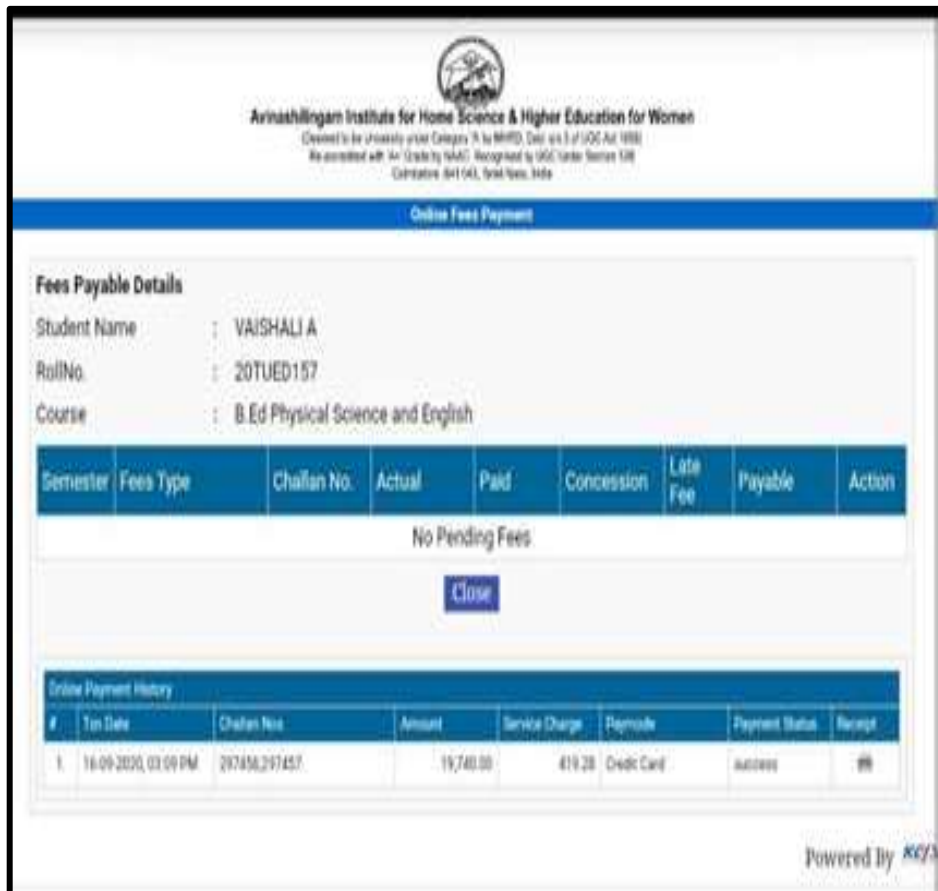 Avinashilingam Institute for Home Science & Higher Education for Women
Coimbatore
Online Fees Payment
Fees Payable Details
Student Name : VAISHALI A
RollNo. : 20TUED157
Course : B.Ed Physical Science and English
Semester Fees Type Challan No. Actual Paid Concession Late Fee Payable Action
No Pending Fees
Close
Online Payment History
# Txn Date Challan Nos Amount Service Charge Paymode Payment Status Receipt
1 16-09-2020, 03:09 PM 19,740.00 419.28 Credit Card success
Powered By